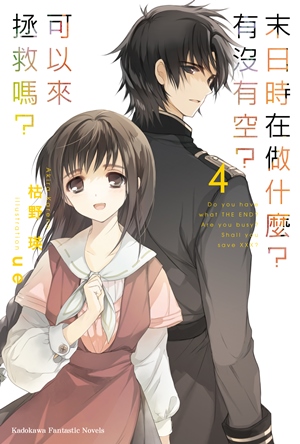 末日時在做什麼？
有沒有空？
可以來
拯救嗎？
4
Do you have
what THE END?
Are you busy?
Shall you
save XXX?
Akira Kareno
枯野 瑛
illustration
ue
Kadokawa Fantastic Novels